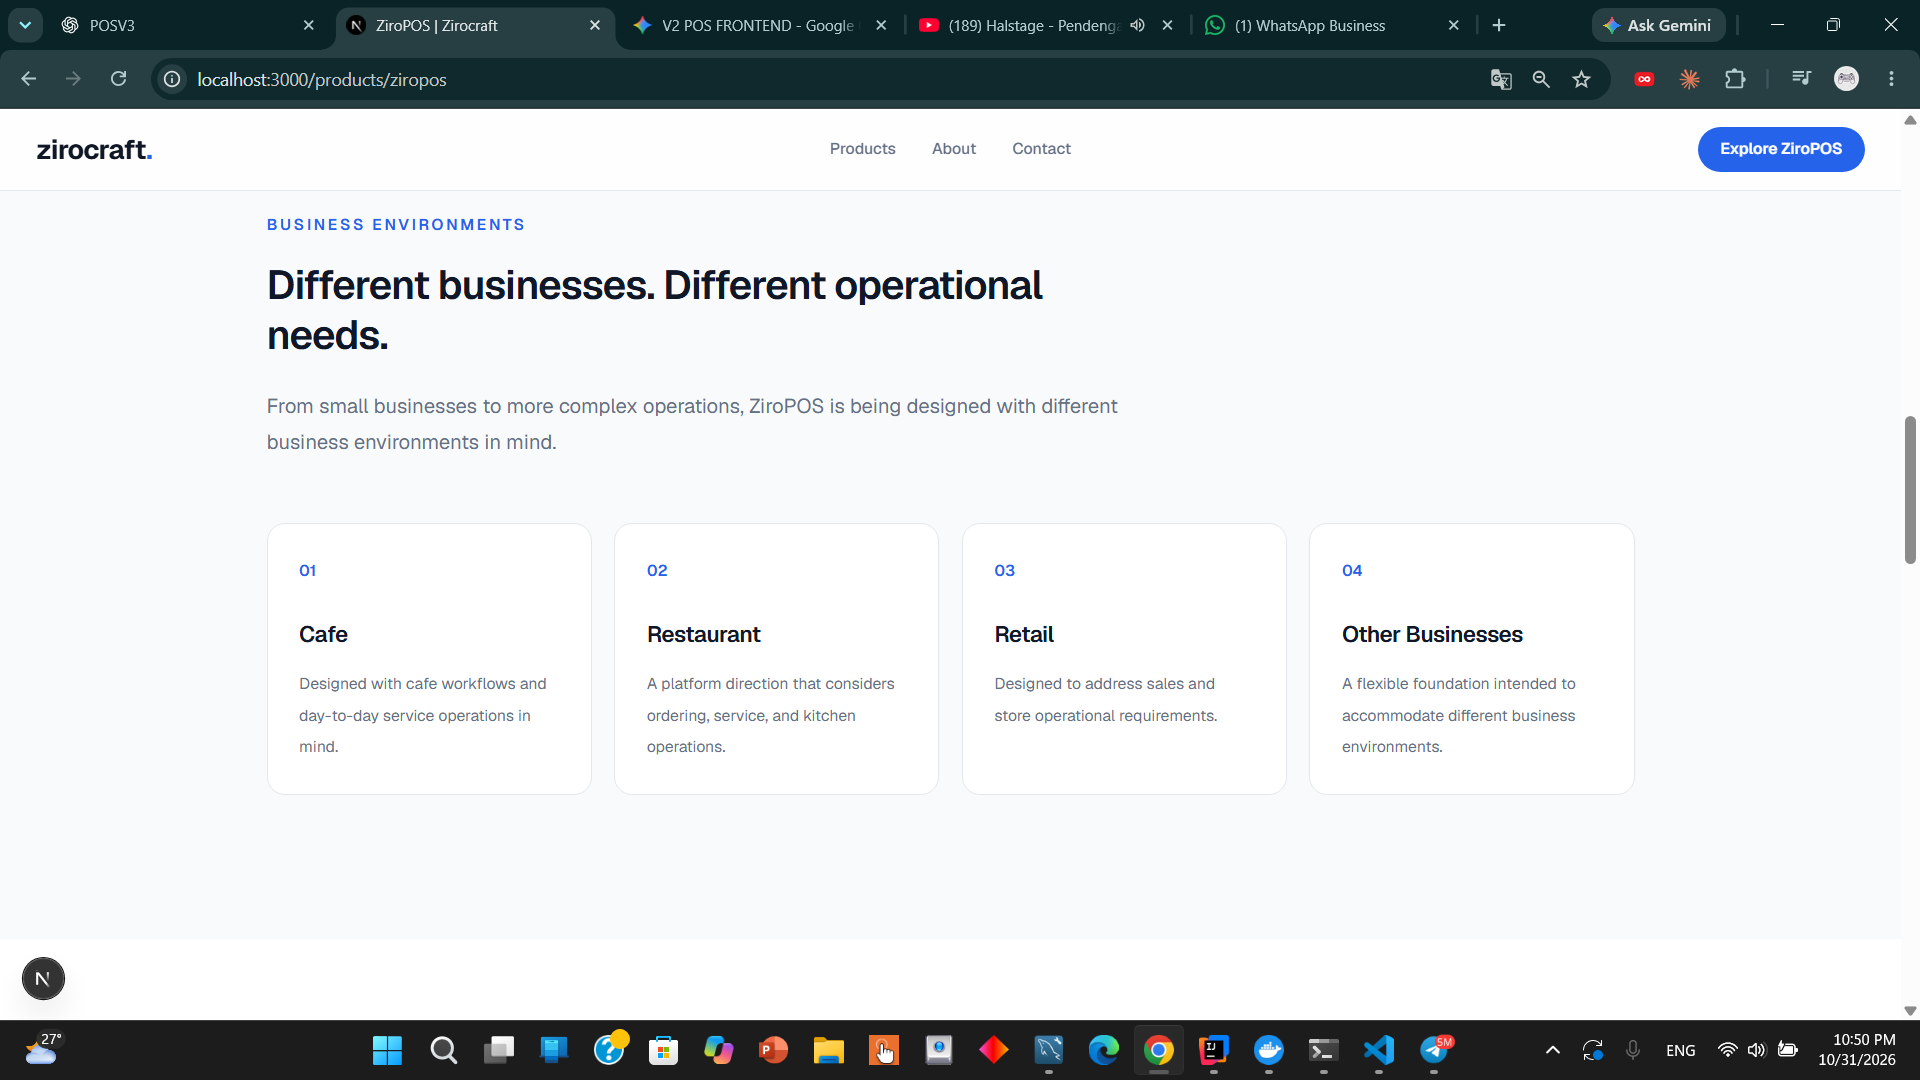 POSV3
ZiroPOS | Zirocraft
V2 POS FRONTEND - Google
(189) Halstage - Pendenga
(1) WhatsApp Business
Ask Gemini
localhost:3000/products/ziropos
zirocraft.
Products
About
Contact
Explore ZiroPOS
BUSINESS ENVIRONMENTS
Different businesses. Different operational
needs.
From small businesses to more complex operations, ZiroPOS is being designed with different
business environments in mind.
01
Cafe
Designed with cafe workflows and
day-to-day service operations in
mind.
02
Restaurant
A platform direction that considers
ordering, service, and kitchen
operations.
03
Retail
Designed to address sales and
store operational requirements.
04
Other Businesses
A flexible foundation intended to
accommodate different business
environments.
N
27°
5M
ENG
10:50 PM
10/31/2026